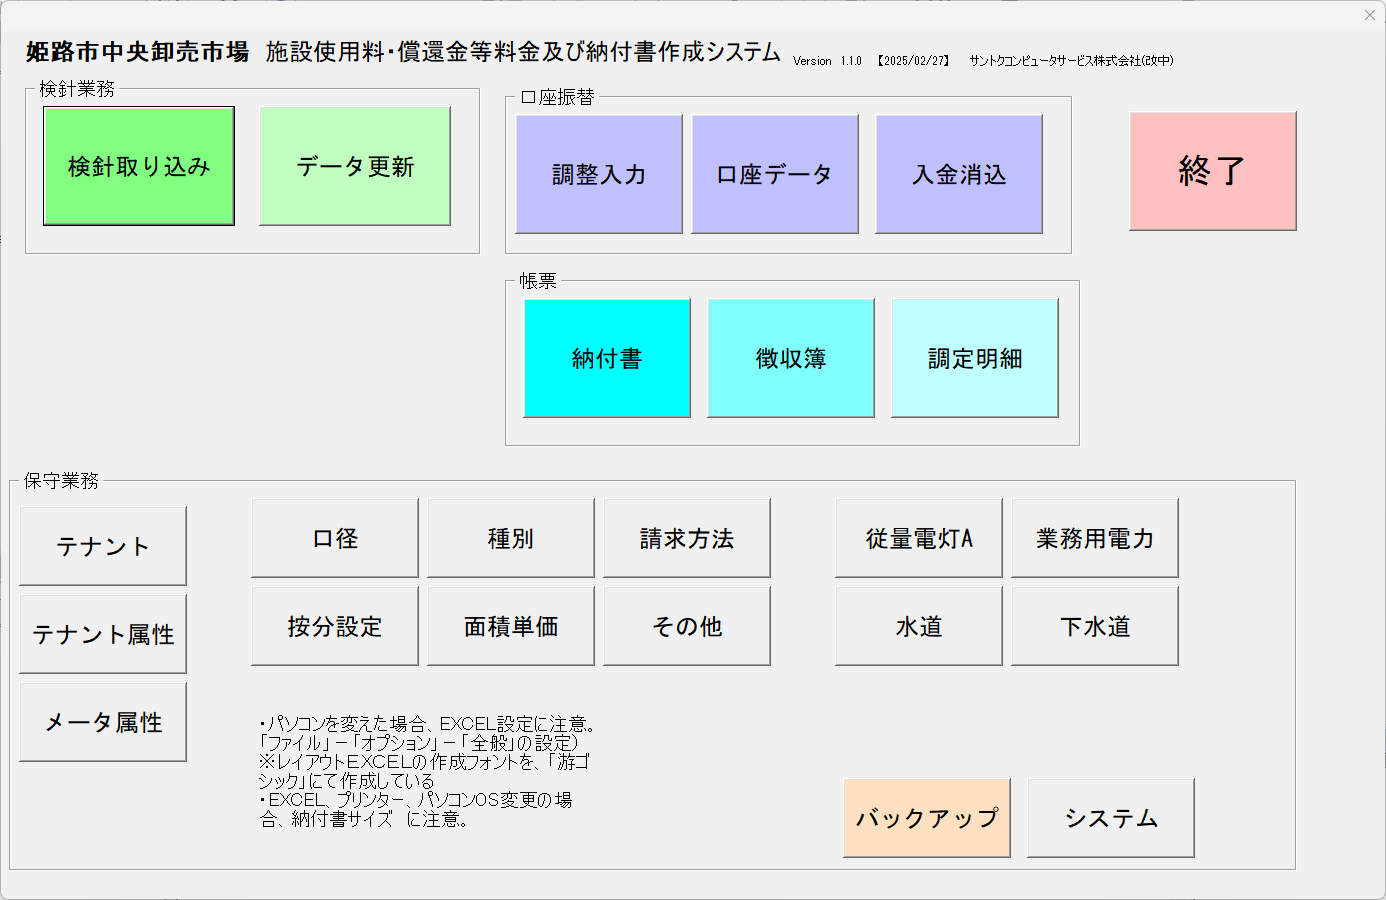 姫路市中央卸売市場 施設使用料・償還金等料金及び納付書作成システム Version 1.1.0 【2025/02/27】 サントクコンピュータサービス株式会社(改中)
検針業務
検針取り込み
データ更新
口座振替
調整入力
口座データ
入金消込
終了
帳票
納付書
徴収簿
調定明細
保守業務
テナント
テナント属性
メータ属性
口径
種別
請求方法
従量電灯A
業務用電力
按分設定
面積単価
その他
水道
下水道
・パソコンを変えた場合、EXCEL設定に注意。
「ファイル」－「オプション」－「全般」の設定）
※レイアウトEXCELの作成フォントを、「游ゴ
シック」にて作成している
・EXCEL、プリンター、パソコンOS変更の場
合、納付書サイズ゛に注意。
バックアップ
システム